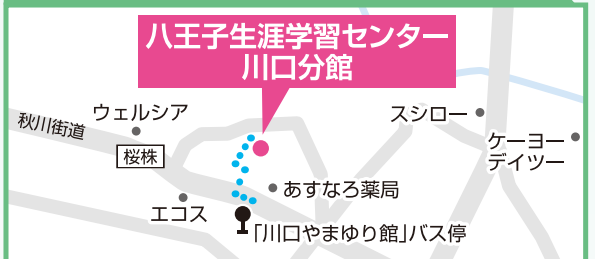 八王子生涯学習センター
川口分館
秋川街道
ウェルシア
桜株
エコス
スシロー
ケーヨー
デイツー
あすなろ薬局
「川口やまゆり館」バス停